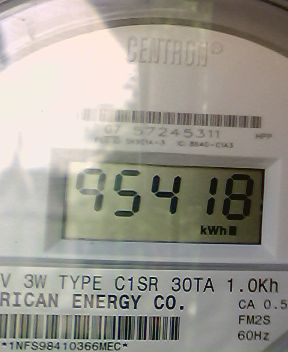 CENTRON®
G7 57245311
95418
kWh
V 3W TYPE C1SR 30TA 1.0Kh
RICAN ENERGY CO.
CA 0.5
FM2S
60Hz
*1NFS98410366MEC*